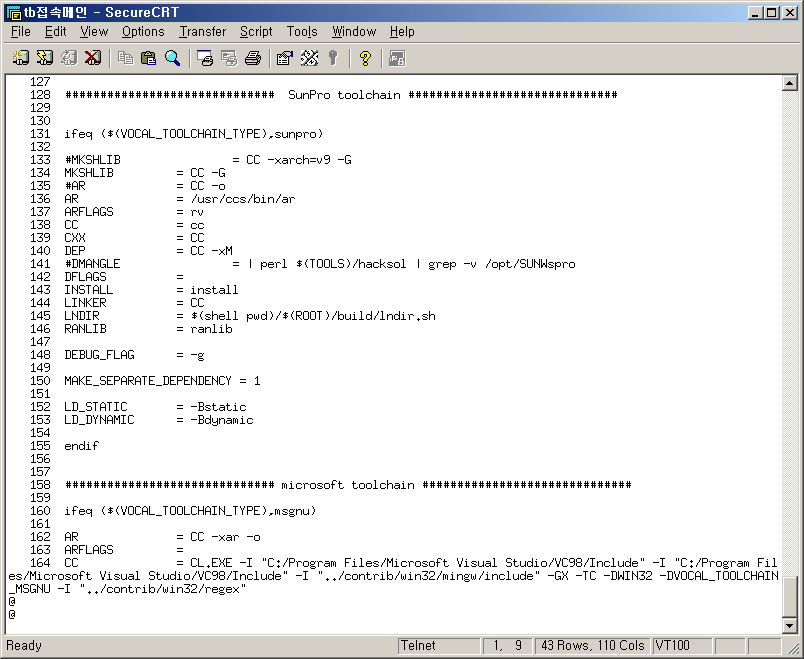 tb접속메인 - SecureCRT
File Edit View Options Transfer Script Tools Window Help
127
128 ############################## SunPro toolchain ##############################
129
130
131 ifeq ($(VOCAL_TOOLCHAIN_TYPE),sunpro)
132
133 #MKSHLIB = CC -xarch=v9 -G
134 MKSHLIB = CC -G
135 #AR = CC -o
136 AR = /usr/ccs/bin/ar
137 ARFLAGS = rv
138 CC = cc
139 CXX = CC
140 DEP = CC -xM
141 #DMANGLE = | perl $(TOOLS)/hacksol | grep -v /opt/SUNWspro
142 DFLAGS =
143 INSTALL = install
144 LINKER = CC
145 LNDIR = $(shell pwd)/$(ROOT)/build/lndir.sh
146 RANLIB = ranlib
147
148 DEBUG_FLAG = -g
149
150 MAKE_SEPARATE_DEPENDENCY = 1
151
152 LD_STATIC = -Bstatic
153 LD_DYNAMIC = -Bdynamic
154
155 endif
156
157
158 ############################## microsoft toolchain ##############################
159
160 ifeq ($(VOCAL_TOOLCHAIN_TYPE),msgnu)
161
162 AR = CC -xar -o
163 ARFLAGS =
164 CC = CL.EXE -I "C:/Program Files/Microsoft Visual Studio/VC98/Include" -I "C:/Program Fil
es/Microsoft Visual Studio/VC98/Include" -I "../contrib/win32/mingw/include" -GX -TC -DWIN32 -DVOCAL_TOOLCHAIN
_MSGNU -I "../contrib/win32/regex"
@
@
Ready Telnet 1, 9 43 Rows, 110 Cols VT100